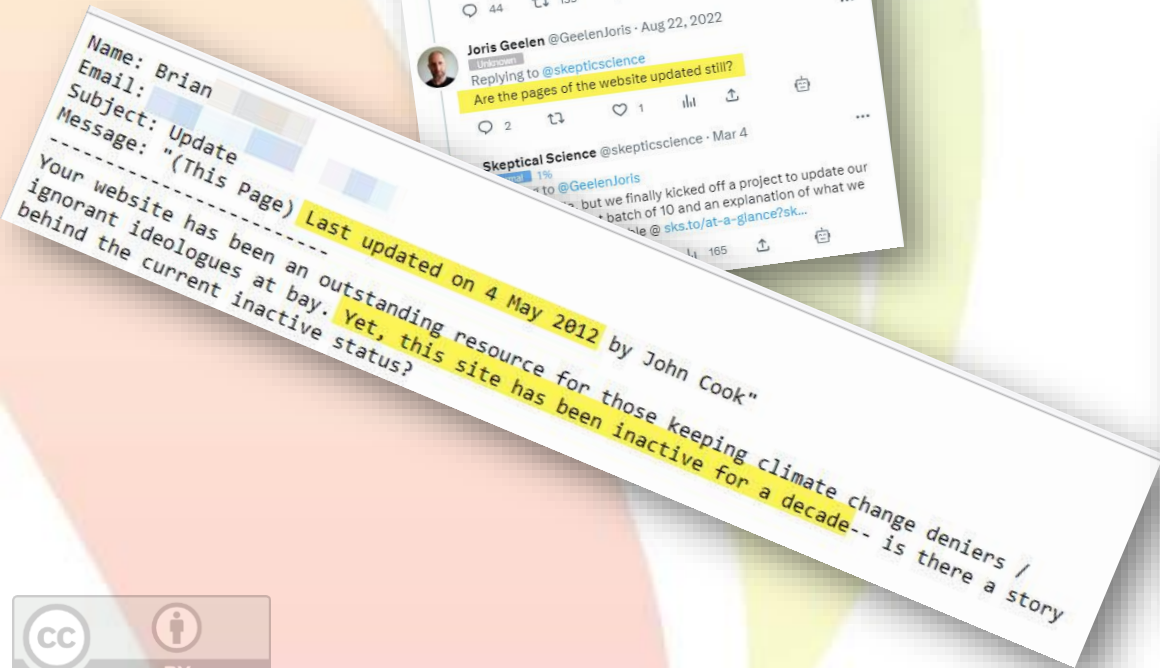 44
Joris Geelen @GeelenJoris · Aug 22, 2022
Unknown
Replying to @skepticscience
Are the pages of the website updated still?
2 1
Skeptical Science @skepticscience · Mar 4
1%
to @GeelenJoris
, but we finally kicked off a project to update our
batch of 10 and an explanation of what we
@ sks.to/at-a-glance?sk...
165
Name: Brian
Email:
Subject: Update
Message: "(This Page) Last updated on 4 May 2012 by John Cook"
---------------------------
Your website has been an outstanding resource for those keeping climate change deniers /
ignorant ideologues at bay. Yet, this site has been inactive for a decade-- is there a story
behind the current inactive status?
CC